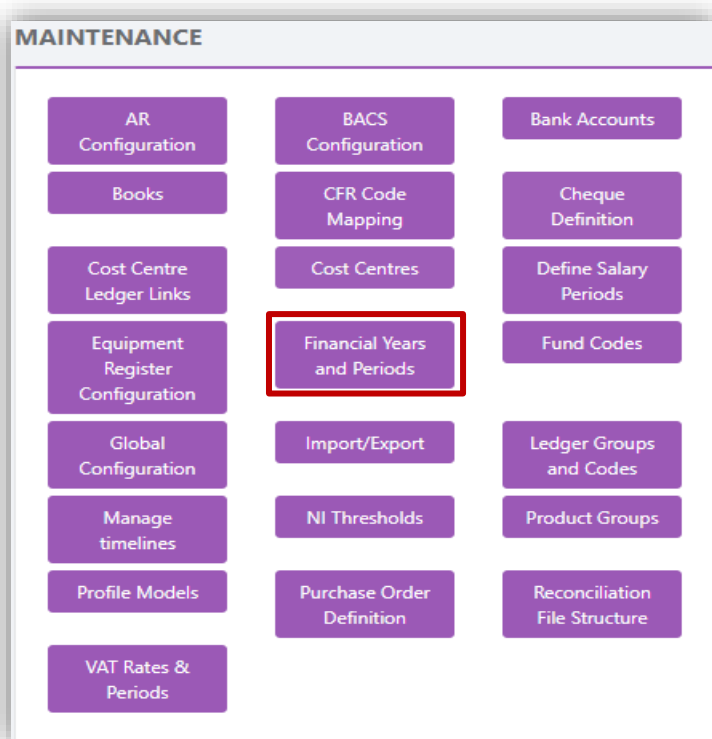 MAINTENANCE
AR
Configuration
BACS
Configuration
Bank Accounts
Books
CFR Code
Mapping
Cheque
Definition
Cost Centre
Ledger Links
Cost Centres
Define Salary
Periods
Equipment
Register
Configuration
Financial Years
and Periods
Fund Codes
Global
Configuration
Import/Export
Ledger Groups
and Codes
Manage
timelines
NI Thresholds
Product Groups
Profile Models
Purchase Order
Definition
Reconciliation
File Structure
VAT Rates &
Periods